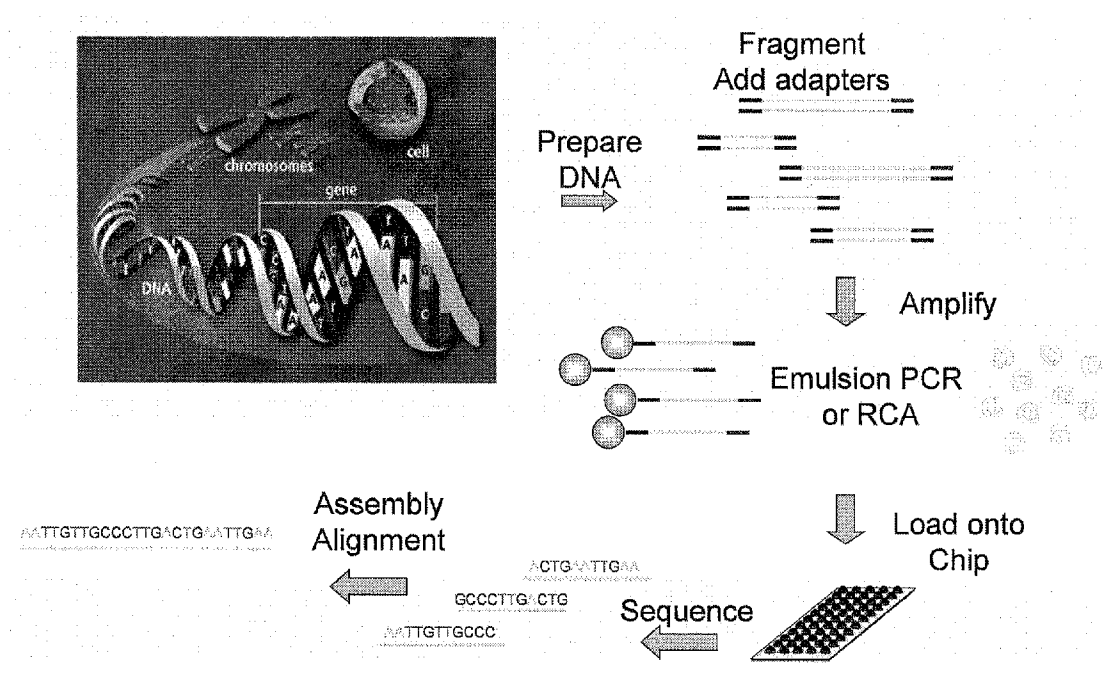 Fragment
Add adapters
cell
chromosomes
gene
DNA
Prepare
DNA
Amplify
Emulsion PCR
or RCA
Load onto
Chip
Sequence
ACTGAATTGAA
GCCCTTGACTG
AATTGTTGCCC
Assembly
Alignment
AATTGTTGCCCTTGACTGAATTGAA